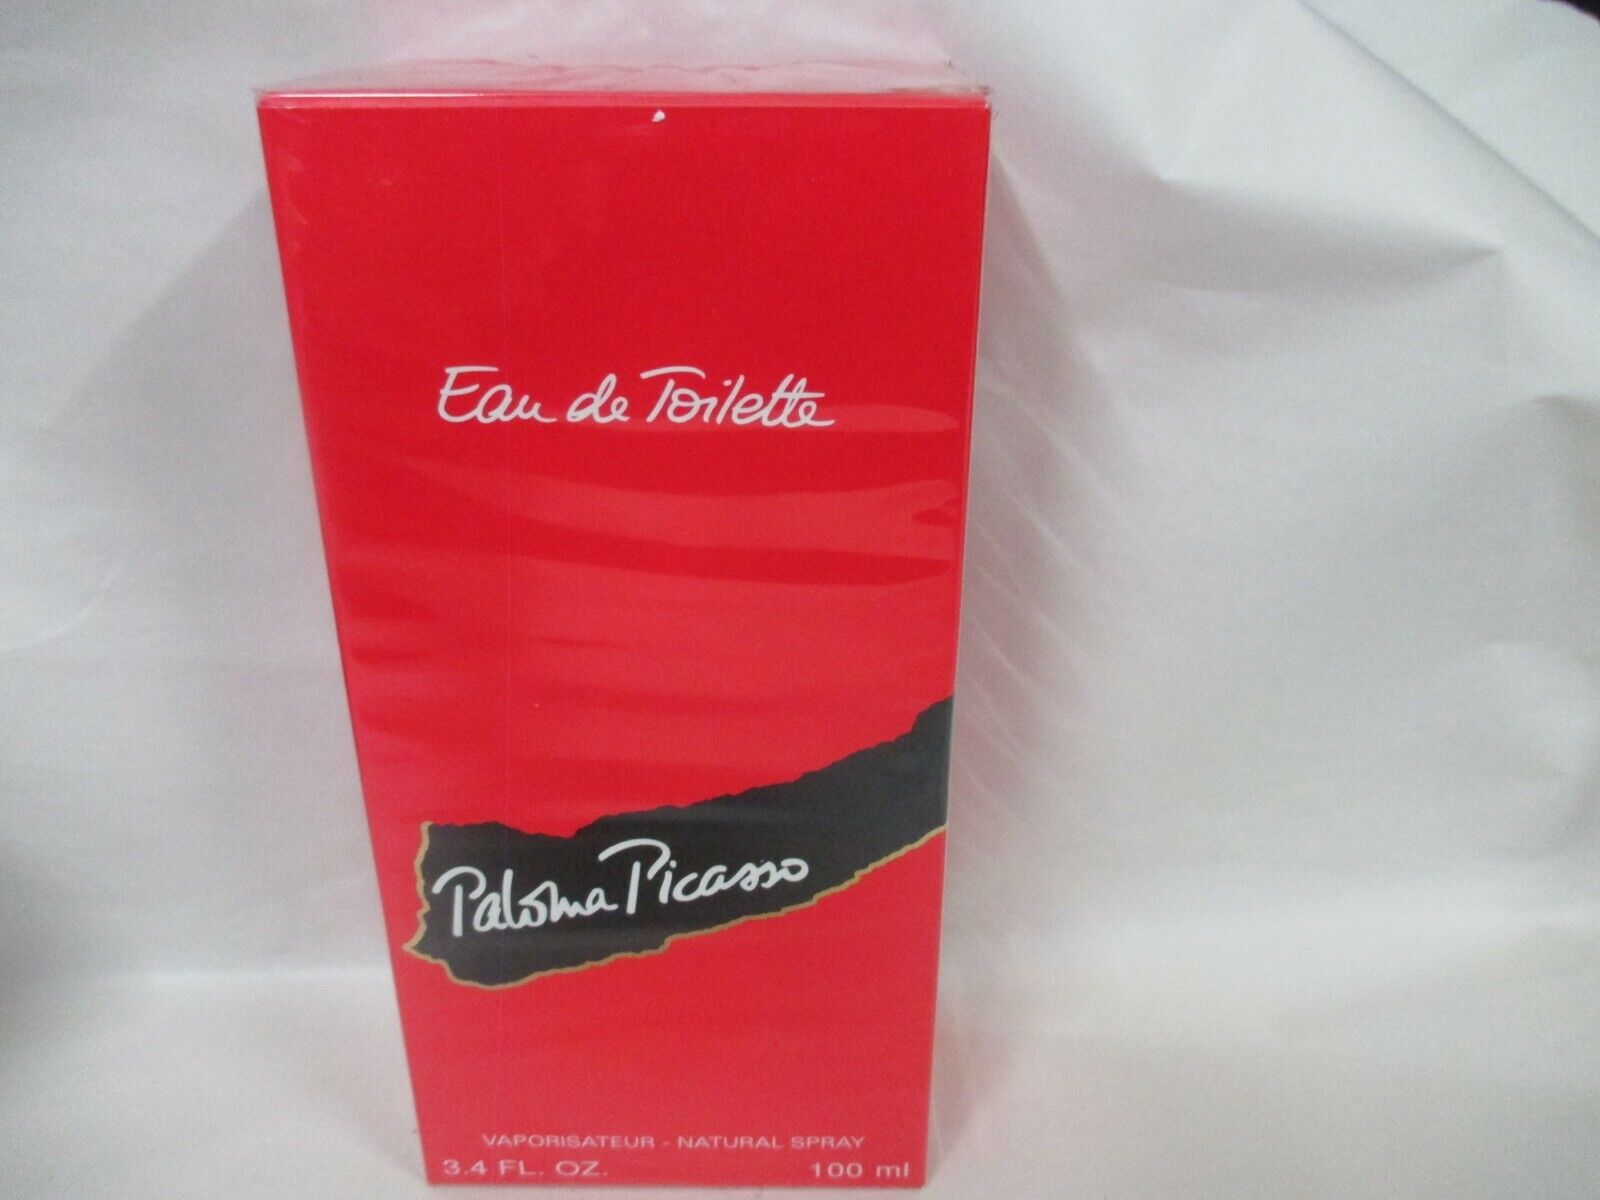 Eau de Toilette
Paloma Picasso
VAPORISATEUR - NATURAL SPRAY
3.4 FL. OZ. 100 ml